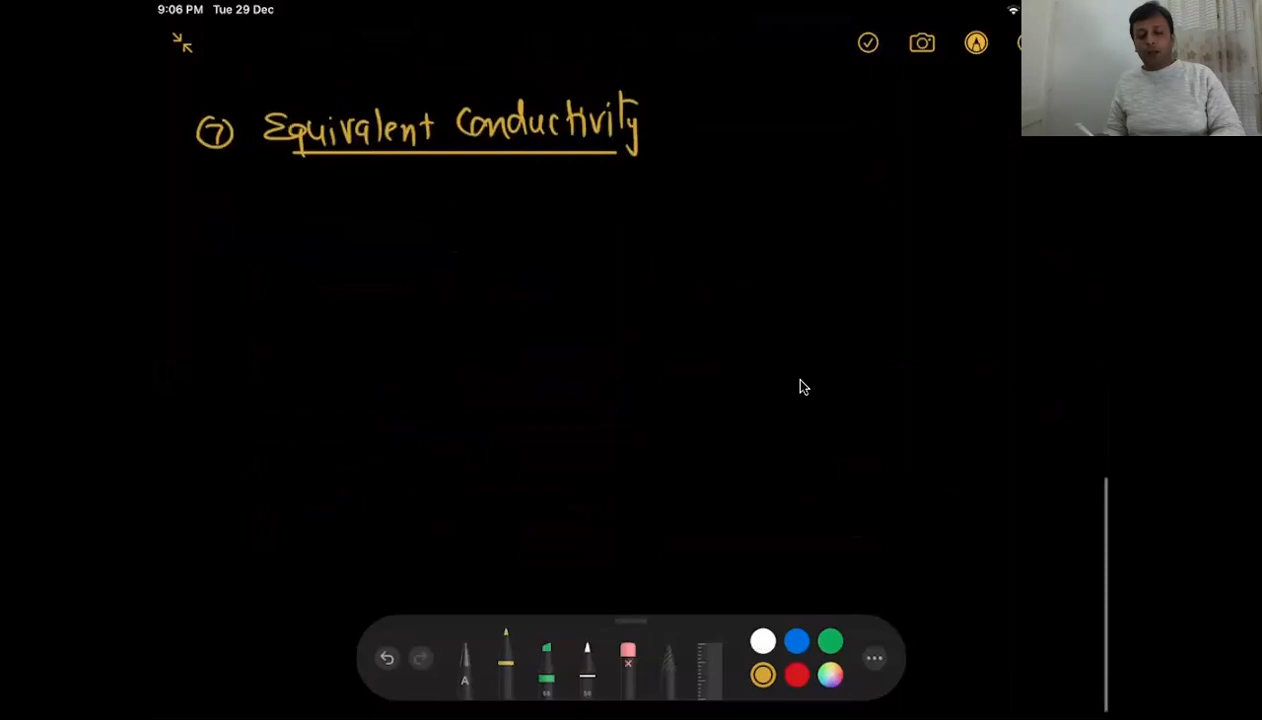 9:06 PM Tue 29 Dec
⑦ Equivalent Conductivity
A